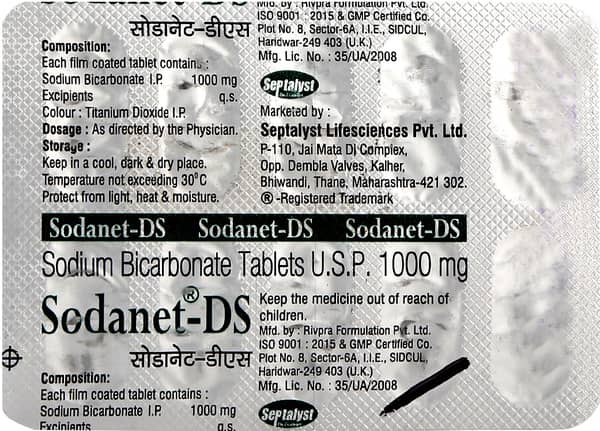 Sodanet-DS
सोडानेट-डीएस
Composition:
Each film coated tablet contains :
Sodium Bicarbonate I.P. 1000 mg
Excipients q.s.
Colour : Titanium Dioxide I.P.
Dosage : As directed by the Physician.
Storage :
Keep in a cool, dark & dry place.
Temperature not exceeding 30°C
Protect from light, heat & moisture.
Mfd. by : Rivpra Formulation Pvt. Ltd.
ISO 9001 : 2015 & GMP Certified Co.
Plot No. 8, Sector-6A, I.I.E., SIDCUL,
Haridwar-249 403 (U.K.)
Mfg. Lic. No. : 35/UA/2008
Septalyst
Marketed by :
Septalyst Lifesciences Pvt. Ltd.
P-110, Jai Mata Di Complex,
Opp. Dembla Valves, Kalher,
Bhiwandi, Thane, Maharashtra-421 302.
® -Registered Trademark
Sodanet-DS Sodanet-DS Sodanet-DS
Sodium Bicarbonate Tablets U.S.P. 1000 mg
Sodanet®-DS
सोडानेट-डीएस
Composition:
Each film coated tablet contains :
Sodium Bicarbonate I.P. 1000 mg
Excipients q.s.
Keep the medicine out of reach of
children.
Mfd. by : Rivpra Formulation Pvt. Ltd.
ISO 9001 : 2015 & GMP Certified Co.
Plot No. 8, Sector-6A, I.I.E., SIDCUL,
Haridwar-249 403 (U.K.)
Mfg. Lic. No. : 35/UA/2008
Septalyst